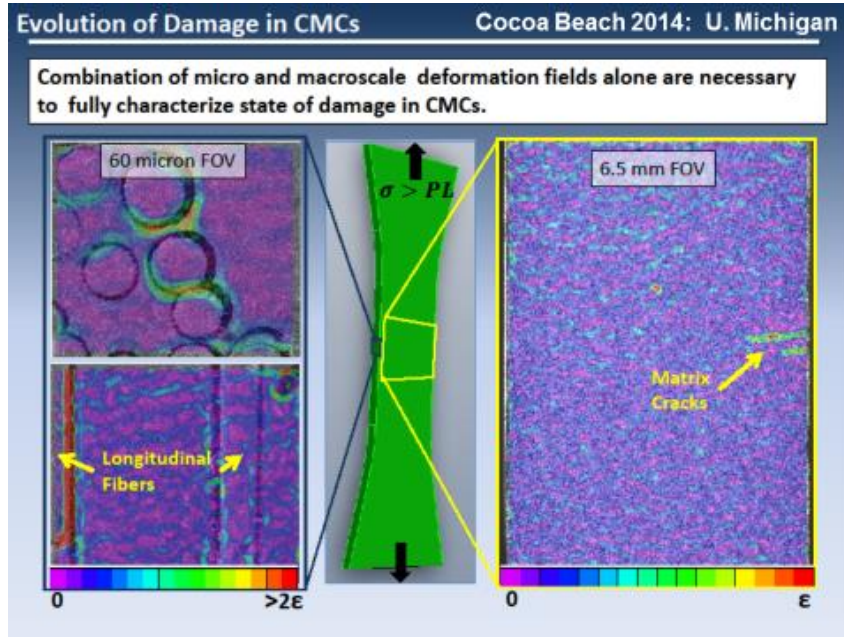 Evolution of Damage in CMCs
Cocoa Beach 2014: U. Michigan
Combination of micro and macroscale deformation fields alone are necessary
to fully characterize state of damage in CMCs.
60 micron FOV
Longitudinal
Fibers
0
>2ε
σ > PL
6.5 mm FOV
Matrix
Cracks
0
ε